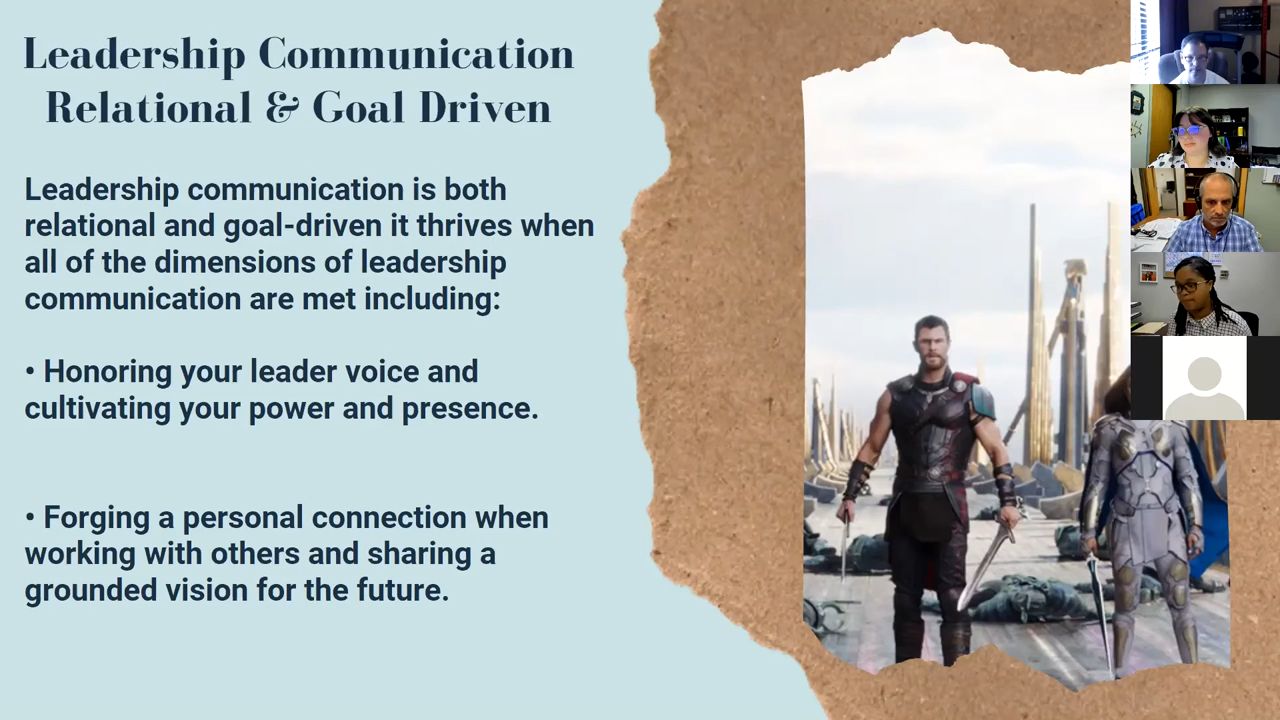 Leadership Communication
Relational & Goal Driven
Leadership communication is both
relational and goal-driven it thrives when
all of the dimensions of leadership
communication are met including:
• Honoring your leader voice and
cultivating your power and presence.
• Forging a personal connection when
working with others and sharing a
grounded vision for the future.